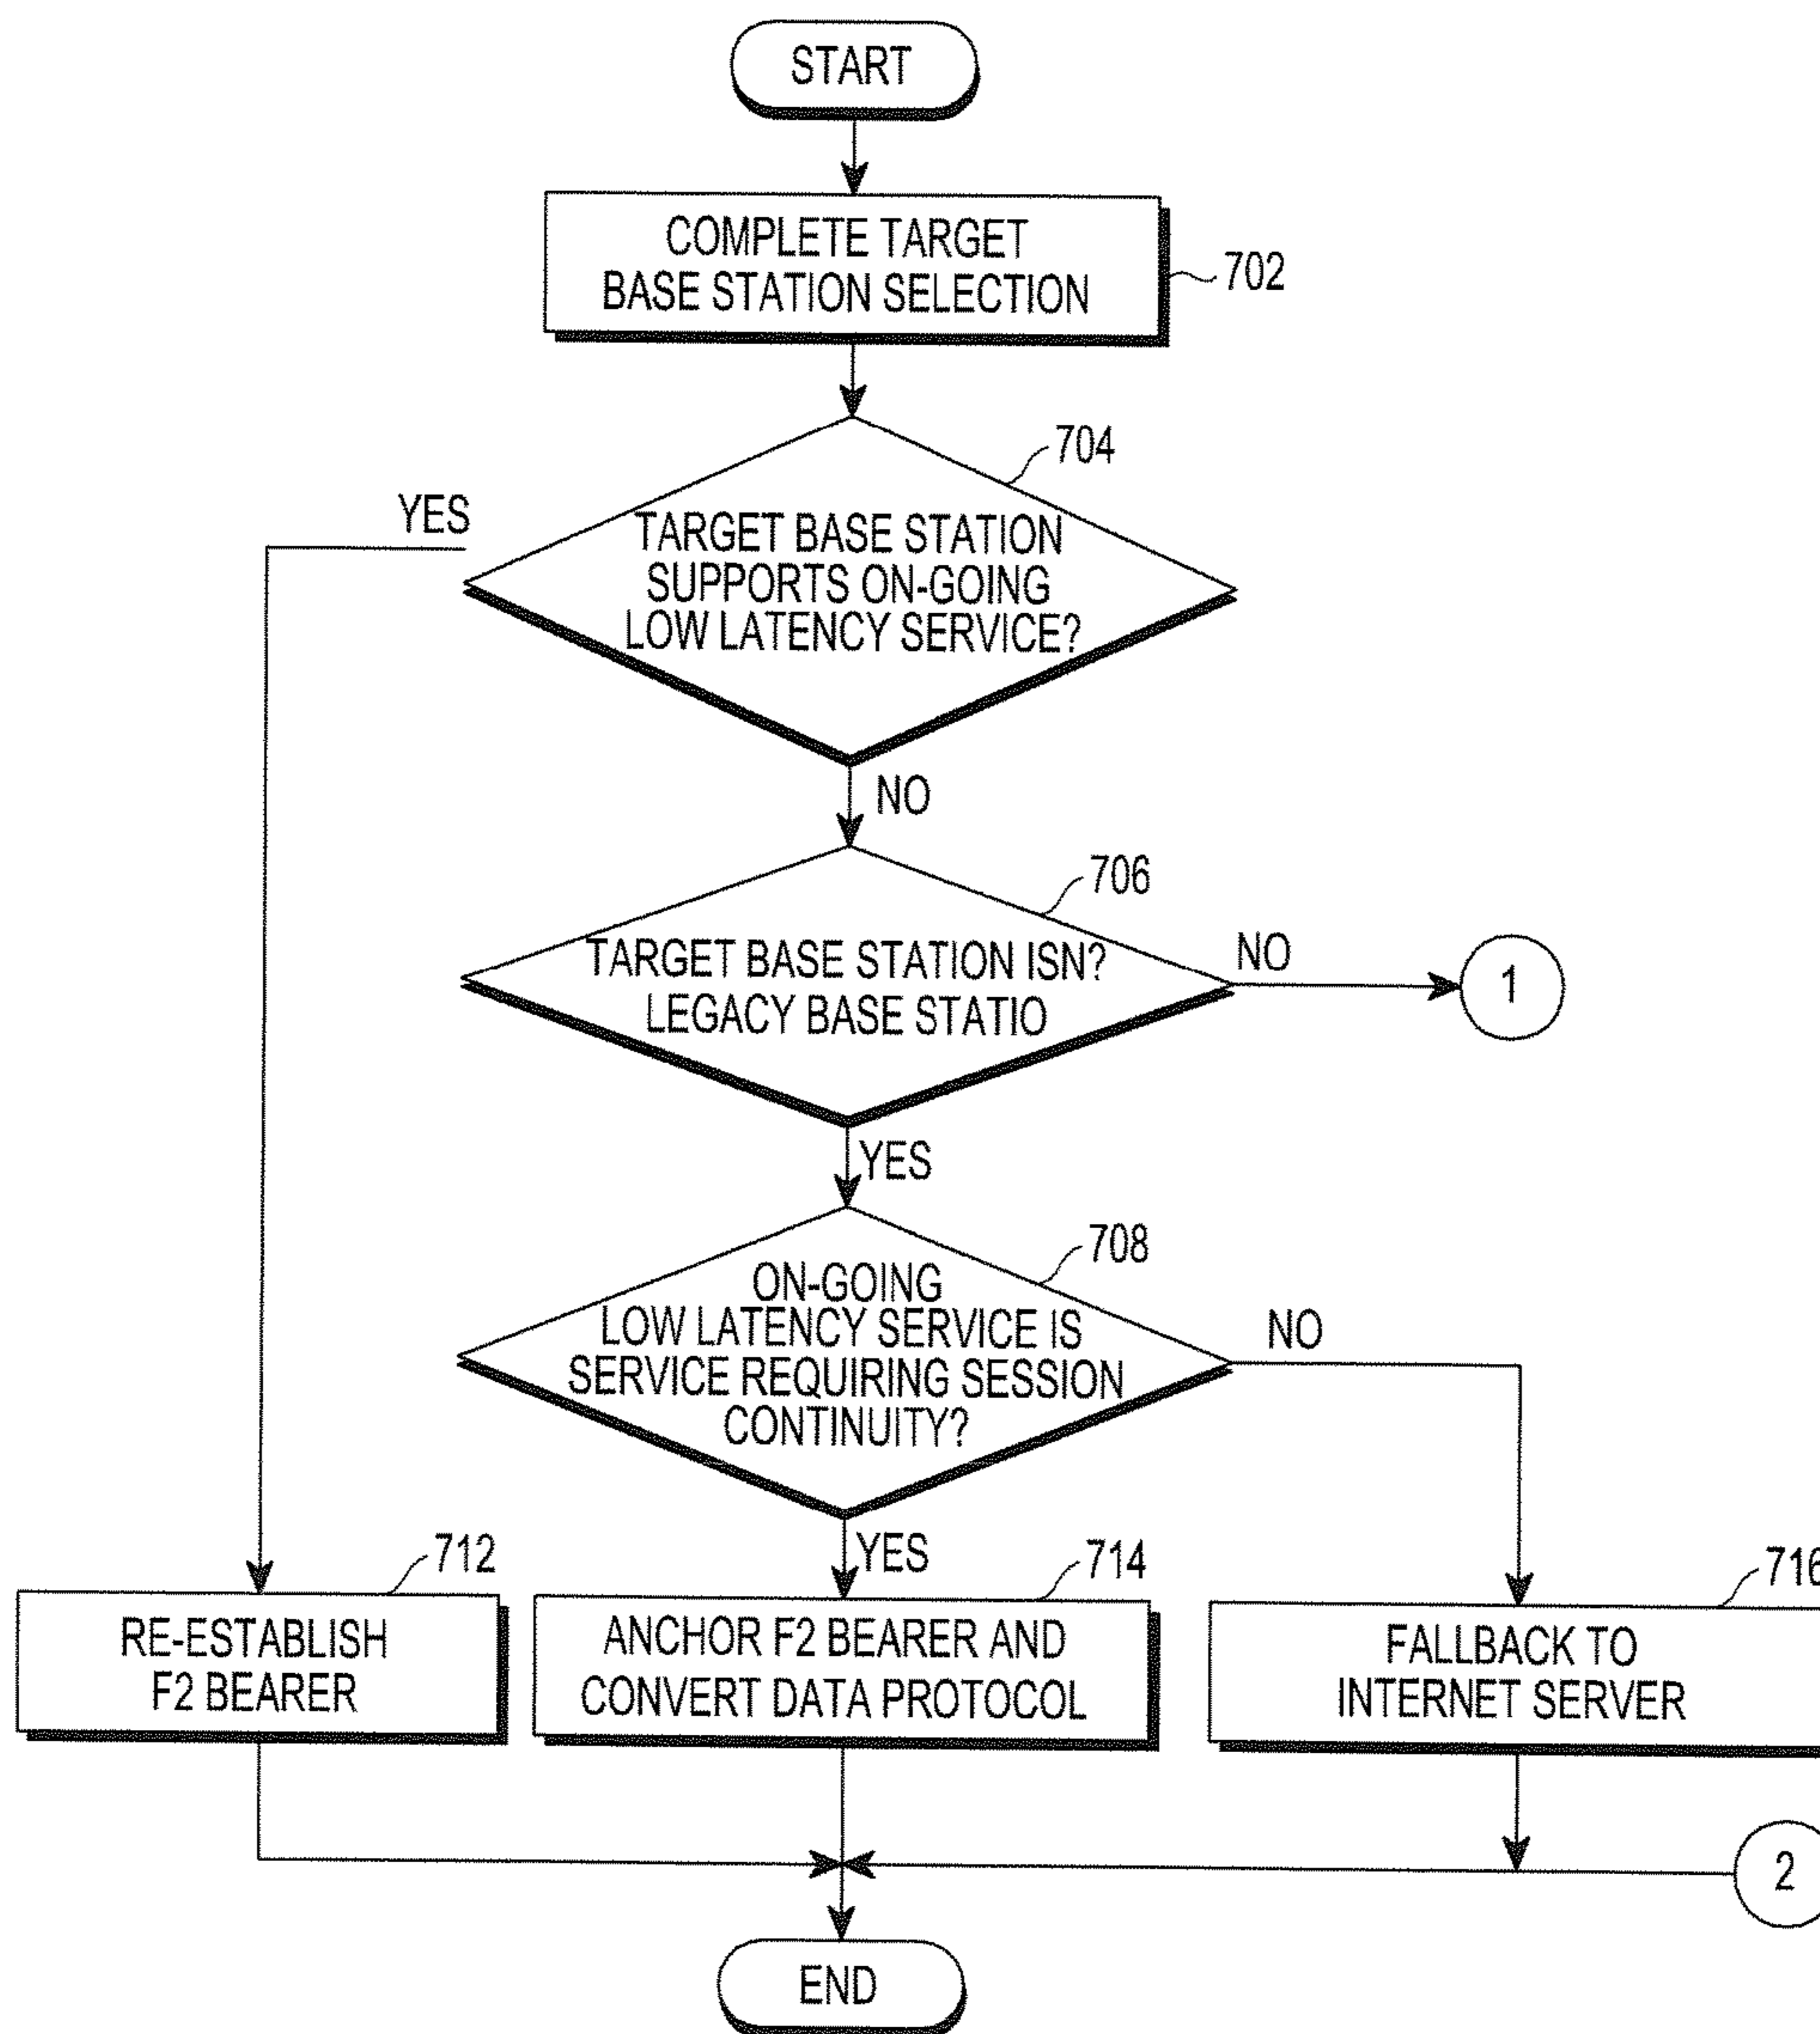 START
COMPLETE TARGET
BASE STATION SELECTION
702
704
YES
TARGET BASE STATION
SUPPORTS ON-GOING
LOW LATENCY SERVICE?
NO
706
TARGET BASE STATION ISN?
LEGACY BASE STATIO
NO
1
YES
708
ON-GOING
LOW LATENCY SERVICE IS
SERVICE REQUIRING SESSION
CONTINUITY?
NO
YES
712
714
716
RE-ESTABLISH
F2 BEARER
ANCHOR F2 BEARER AND
CONVERT DATA PROTOCOL
FALLBACK TO
INTERNET SERVER
2
END